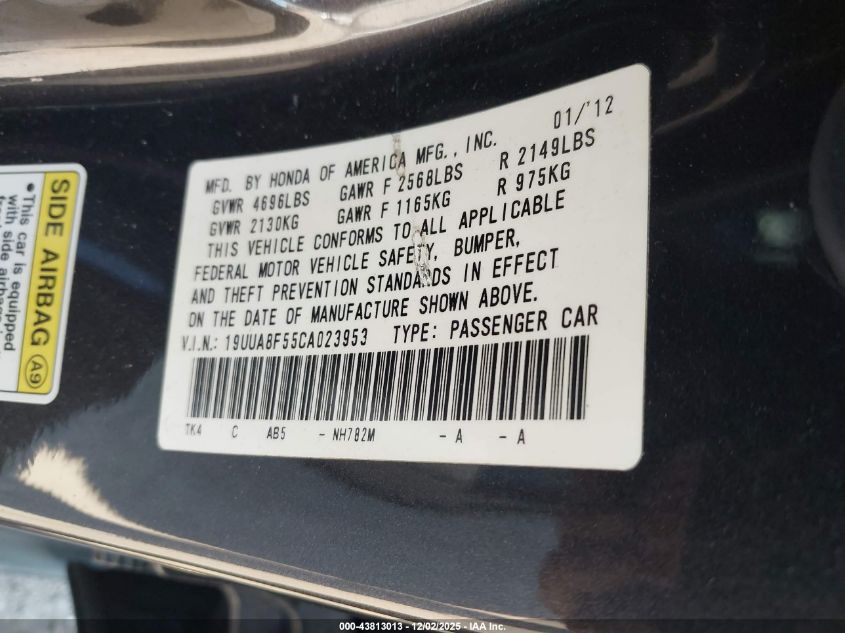 01/'12
MFD. BY HONDA OF AMERICA MFG., INC.
GVWR 4696LBS GAWR F 2568LBS R 2149LBS
GVWR 2130KG GAWR F 1165KG R 975KG
THIS VEHICLE CONFORMS TO ALL APPLICABLE
FEDERAL MOTOR VEHICLE SAFETY, BUMPER,
AND THEFT PREVENTION STANDARDS IN EFFECT
ON THE DATE OF MANUFACTURE SHOWN ABOVE.
V.I.N.: 19UUA8F55CA023953 TYPE: PASSENGER CAR
TK4 C AB5 - NH782M - A - A
SIDE AIRBAG A9
• This car is equipped
with side airbags
000-43813013 - 12/02/2025 - IAA Inc.